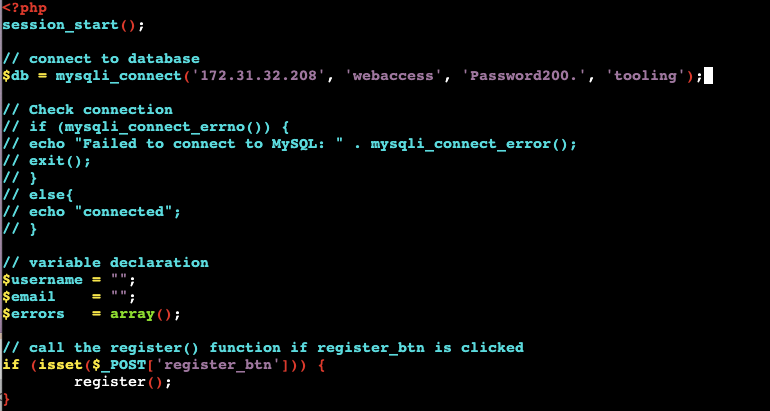 <?php
session_start();
// connect to database
$db = mysqli_connect('172.31.32.208', 'webaccess', 'Password200.', 'tooling');
// Check connection
// if (mysqli_connect_errno()) {
// echo "Failed to connect to MySQL: " . mysqli_connect_error();
// exit();
// }
// else{
// echo "connected";
// }
// variable declaration
$username = "";
$email    = "";
$errors   = array();
// call the register() function if register_btn is clicked
if (isset($_POST['register_btn'])) {
        register();
}